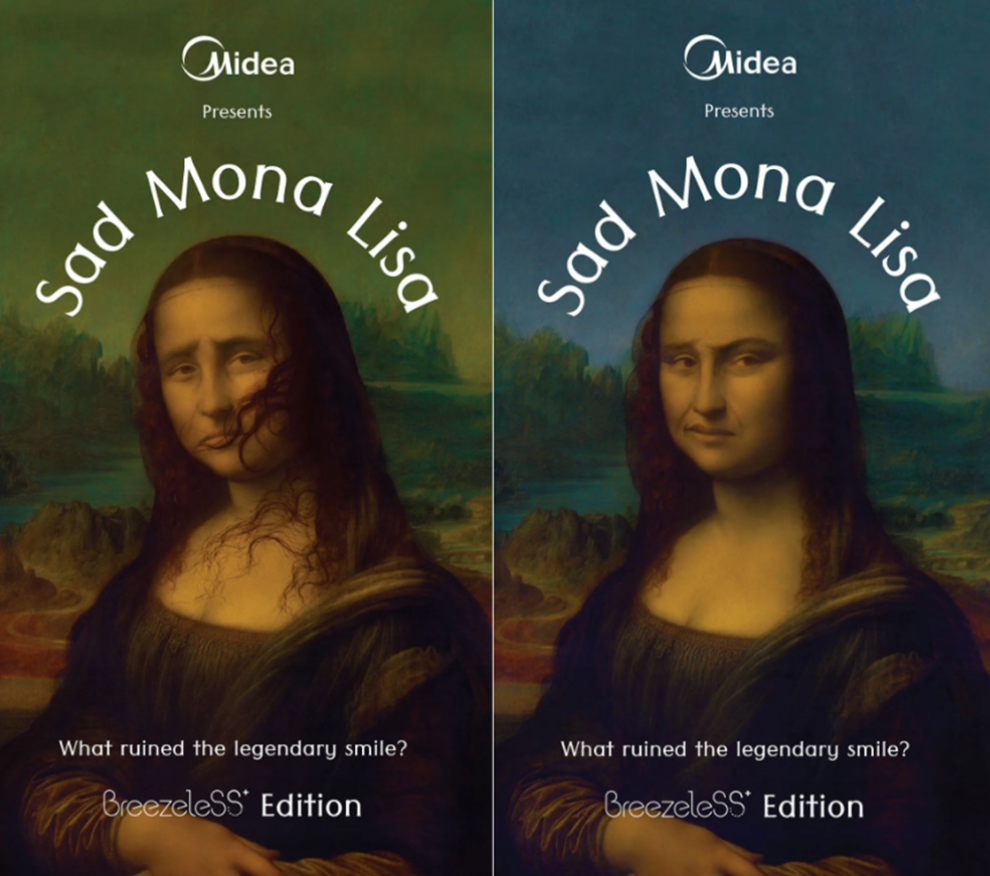 Midea
Presents
Sad Mona Lisa
What ruined the legendary smile?
BreezeleSS+ Edition
Midea
Presents
Sad Mona Lisa
What ruined the legendary smile?
BreezeleSS+ Edition